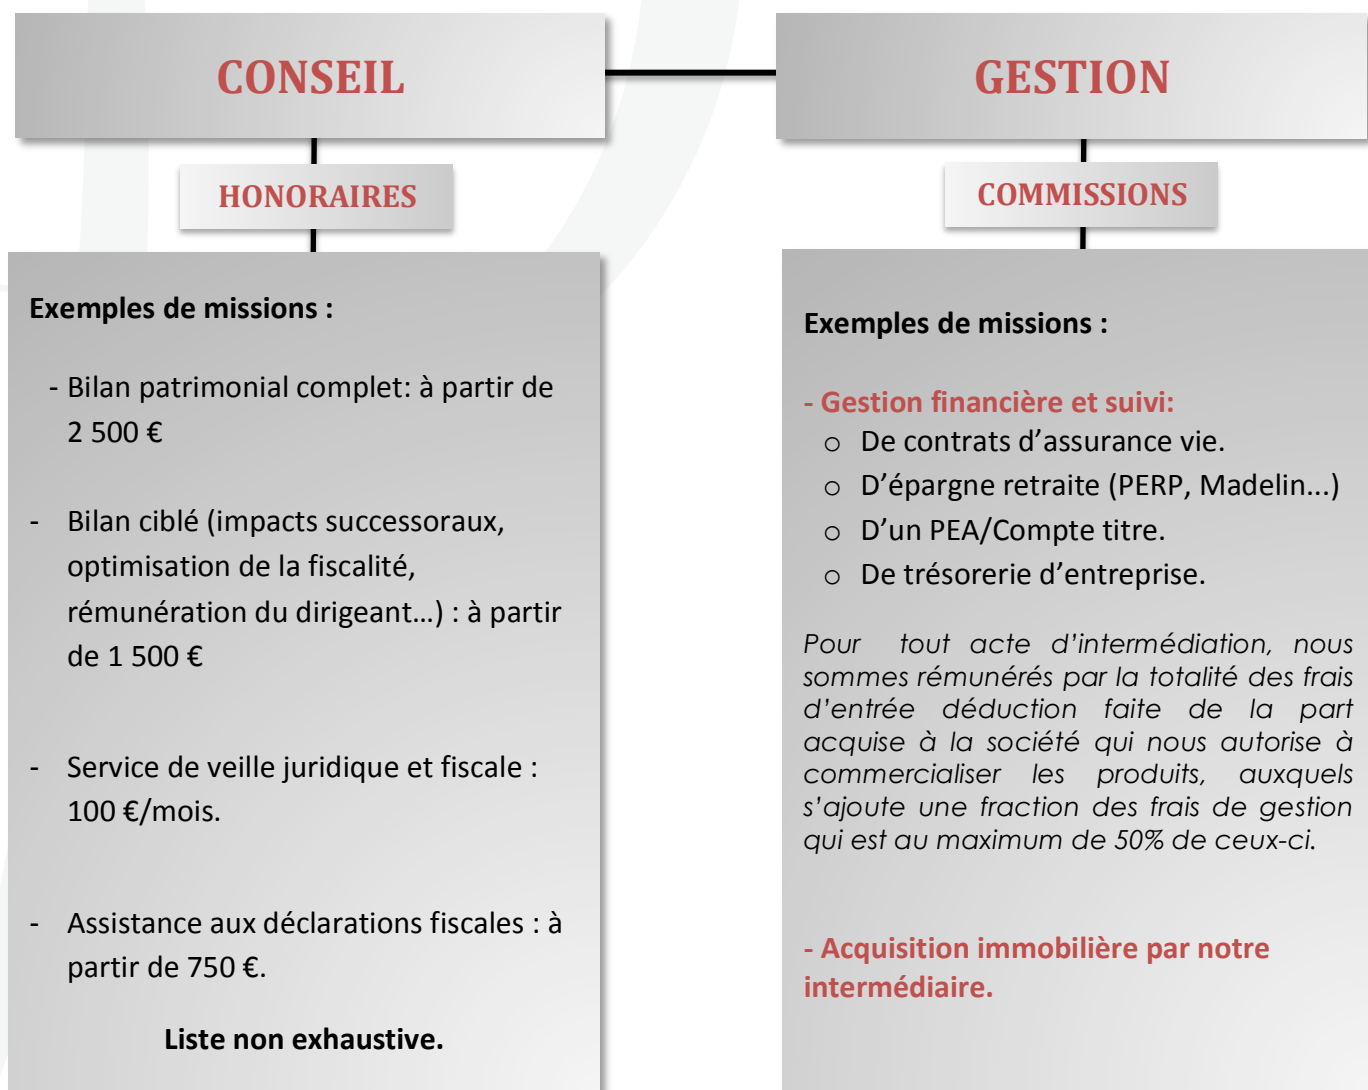 CONSEIL
HONORAIRES
Exemples de missions :
- Bilan patrimonial complet: à partir de
2 500 €
- Bilan ciblé (impacts successoraux,
optimisation de la fiscalité,
rémunération du dirigeant...) : à partir
de 1 500 €
- Service de veille juridique et fiscale :
100 €/mois.
- Assistance aux déclarations fiscales : à
partir de 750 €.
Liste non exhaustive.
GESTION
COMMISSIONS
Exemples de missions :
- Gestion financière et suivi:
o De contrats d’assurance vie.
o D’épargne retraite (PERP, Madelin...)
o D’un PEA/Compte titre.
o De trésorerie d’entreprise.
Pour tout acte d’intermédiation, nous
sommes rémunérés par la totalité des frais
d’entrée déduction faite de la part
acquise à la société qui nous autorise à
commercialiser les produits, auxquels
s’ajoute une fraction des frais de gestion
qui est au maximum de 50% de ceux-ci.
- Acquisition immobilière par notre
intermédiaire.